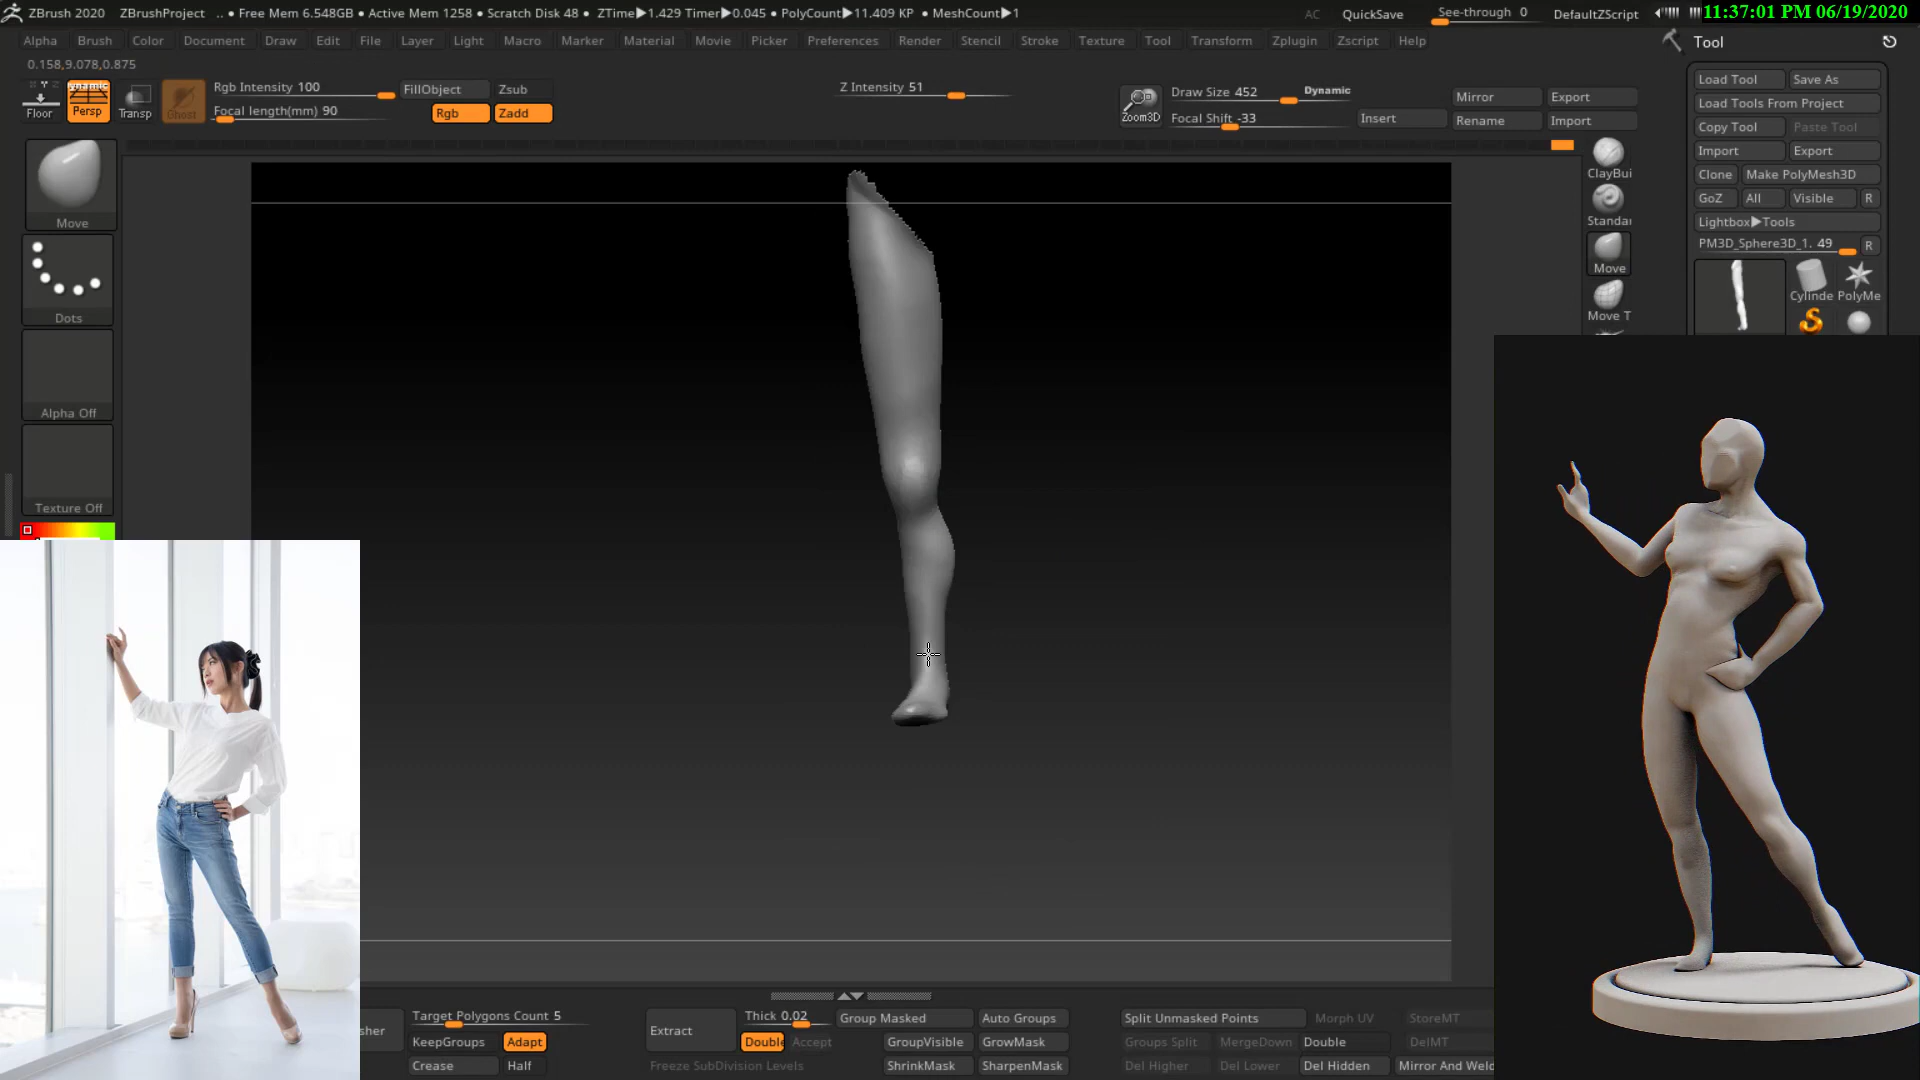 ZBrush 2020 ZBrushProject .. • Free Mem 6.548GB • Active Mem 1258 • Scratch Disk 48 • ZTime▶1.429 Timer▶0.045 • PolyCount▶11.409 KP • MeshCount▶1 AC QuickSave See-through 0 DefaultZScript 11:37:01 PM 06/19/2020
Alpha Brush Color Document Draw Edit File Layer Light Macro Marker Material Movie Picker Preferences Render Stencil Stroke Texture Tool Transform Zplugin Zscript Help Tool
0.158,9.078,0.875
Floor Persp Transp Ghost
Rgb Intensity 100 FillObject Zsub Z Intensity 51
Focal length(mm) 90 Rgb Zadd
Zoom3D
Draw Size 452 Dynamic Mirror Export
Focal Shift -33 Insert Rename Import
Load Tool Save As
Load Tools From Project
Copy Tool Paste Tool
Import Export
Clone Make PolyMesh3D
GoZ All Visible R
Lightbox▶Tools
PM3D_Sphere3D_1. 49 R
Cylinde PolyMe
ClayBui
Standar
Move
Move T
Move
Dots
Alpha Off
Texture Off
sher Target Polygons Count 5 Extract Thick 0.02 Group Masked Auto Groups Split Unmasked Points Morph UV StoreMT
KeepGroups Adapt Double Accept GroupVisible GrowMask Groups Split MergeDown Double DelMT
Crease Half Freeze SubDivision Levels ShrinkMask SharpenMask Del Higher Del Lower Del Hidden Mirror And Weld